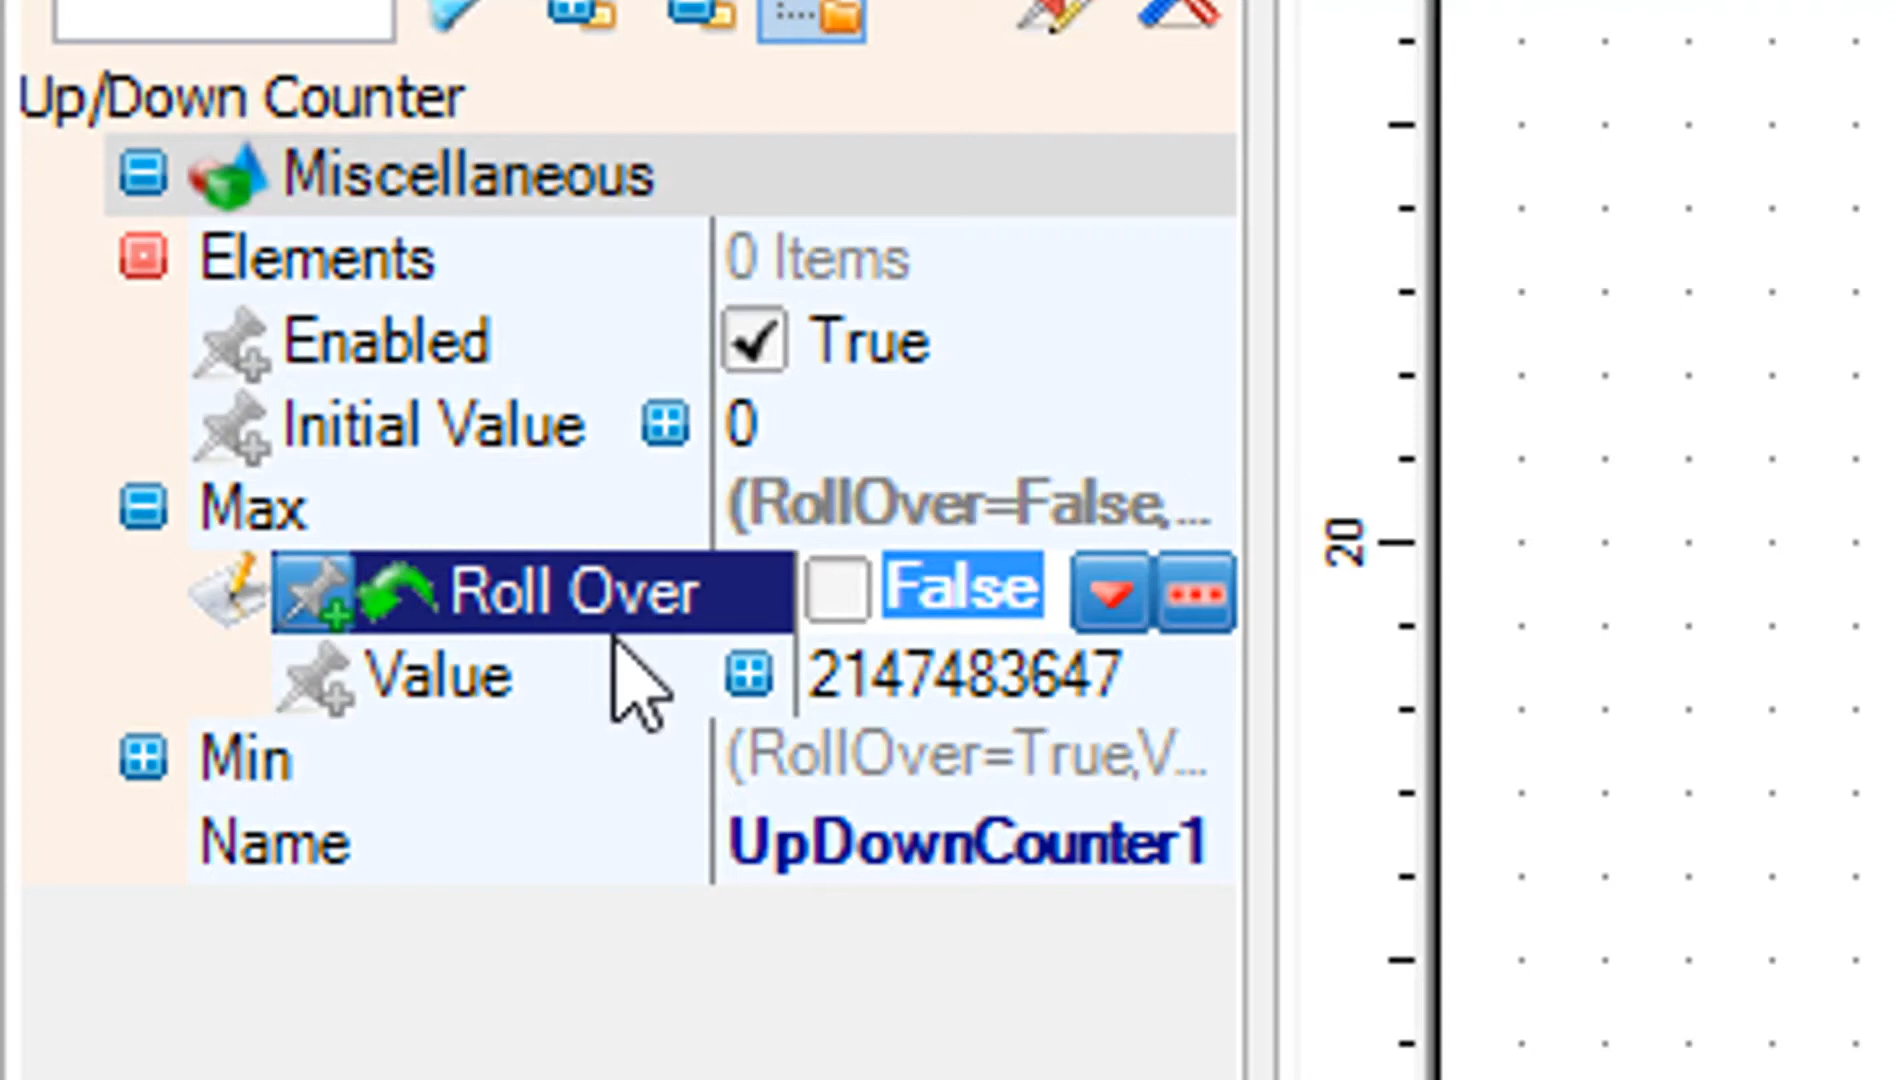 Up/Down Counter
Miscellaneous
Elements 0 Items
Enabled True
Initial Value 0
Max (RollOver=False,...
Roll Over False
Value 2147483647
Min (RollOver=True,V...
Name UpDownCounter1
20